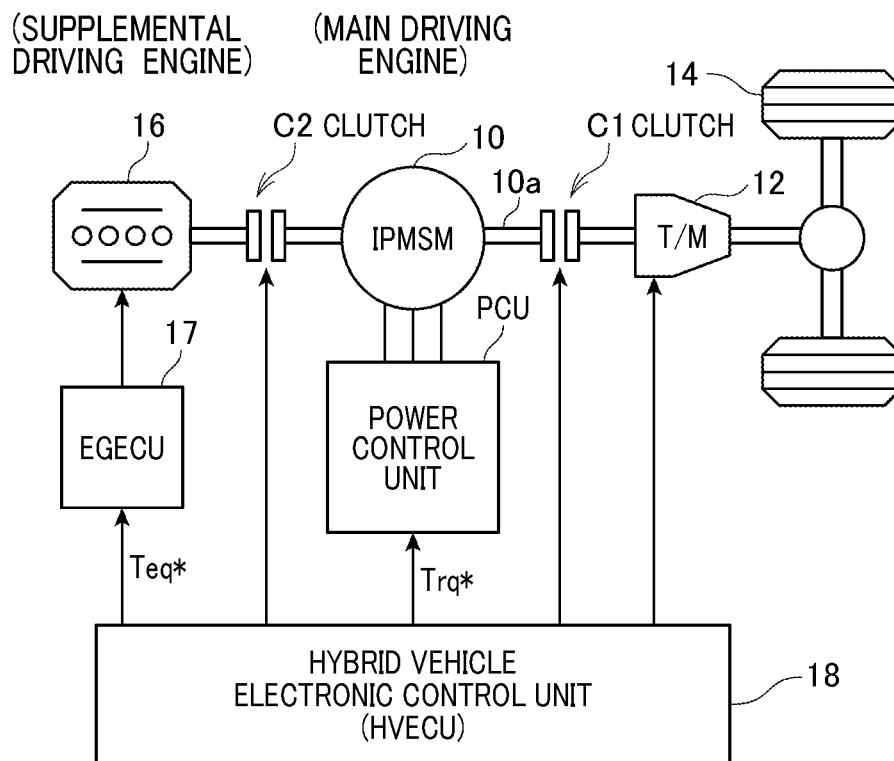 (SUPPLEMENTAL
DRIVING ENGINE)
(MAIN DRIVING
ENGINE)
14
16
C2 CLUTCH
10
10a
C1 CLUTCH
12
IPMSM
T/M
17
PCU
EGECU
POWER
CONTROL
UNIT
Teq*
Trq*
HYBRID VEHICLE
ELECTRONIC CONTROL UNIT
(HVECU)
18